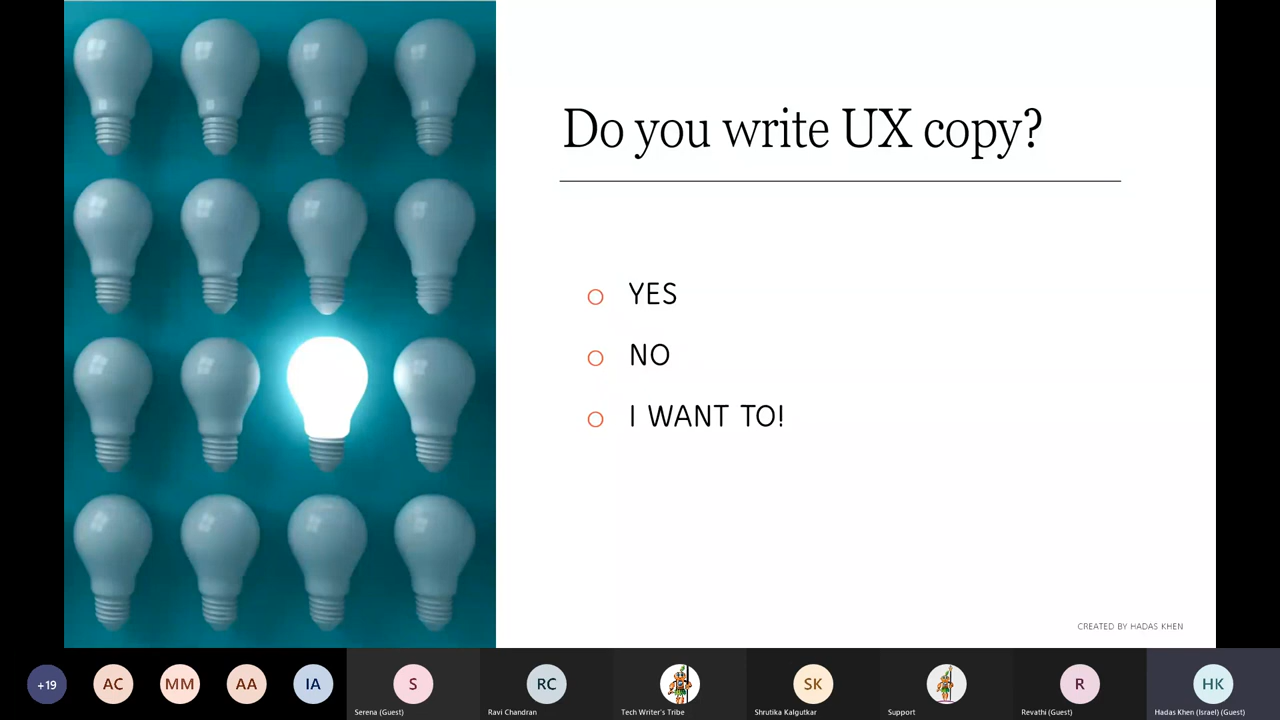 Do you write UX copy?
YES
NO
I WANT TO!
CREATED BY HADAS KHEN
+19
AC
MM
AA
IA
S
RC
SK
R
HK
Serena (Guest)
Ravi Chandran
Tech Writer's Tribe
Shrutika Kalgutkar
Support
Revathi (Guest)
Hadas Khen (Israel) (Guest)